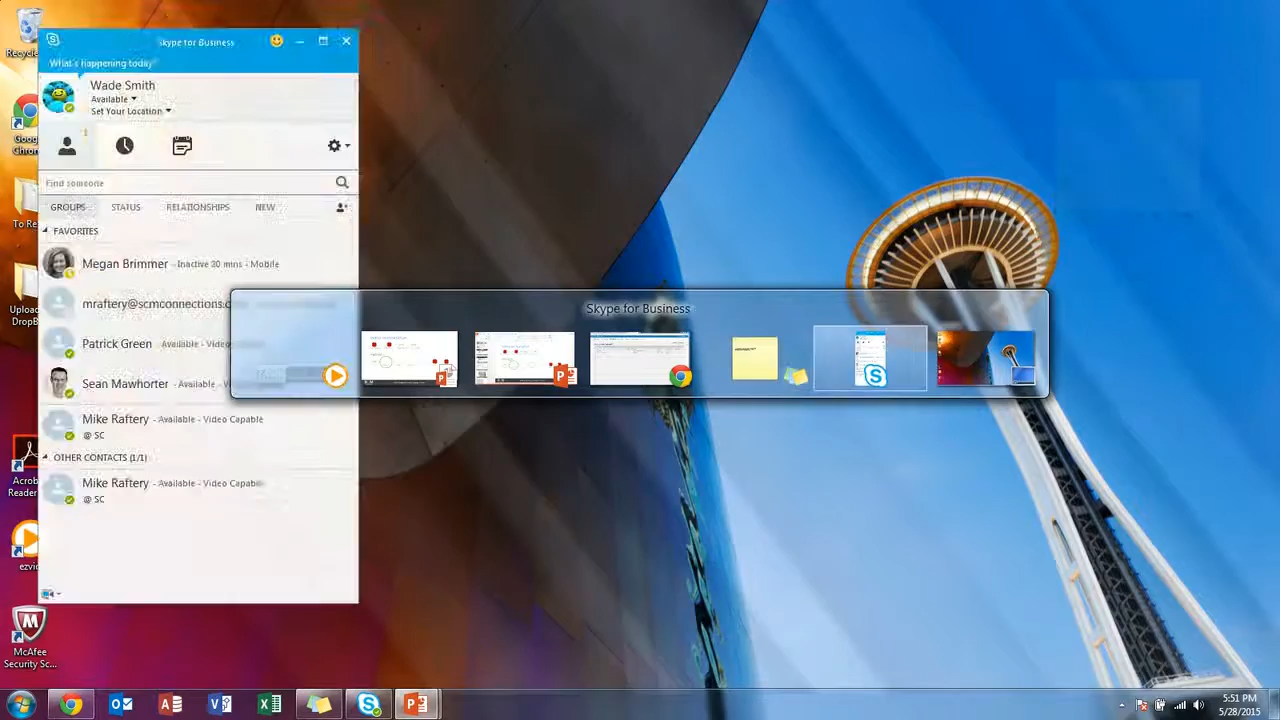 Skype for Business
What's happening today
Wade Smith
Available
Set Your Location
1
Find someone
GROUPS
STATUS
RELATIONSHIPS
NEW
FAVORITES
Megan Brimmer - Inactive 30 mins - Mobile
mraftery@scmconnections.c
Skype for Business
Patrick Green - Available - Video
Sean Mawhorter - Available -
Mike Raftery - Available - Video Capable
@ SC
OTHER CONTACTS (1/1)
Mike Raftery - Available - Video Capable
@ SC
Recycle
Goog
Chron
To Re
Upload
DropB
Acrob
Reader
ezvid
McAfee
Security Sc...
5:51 PM
5/28/2015